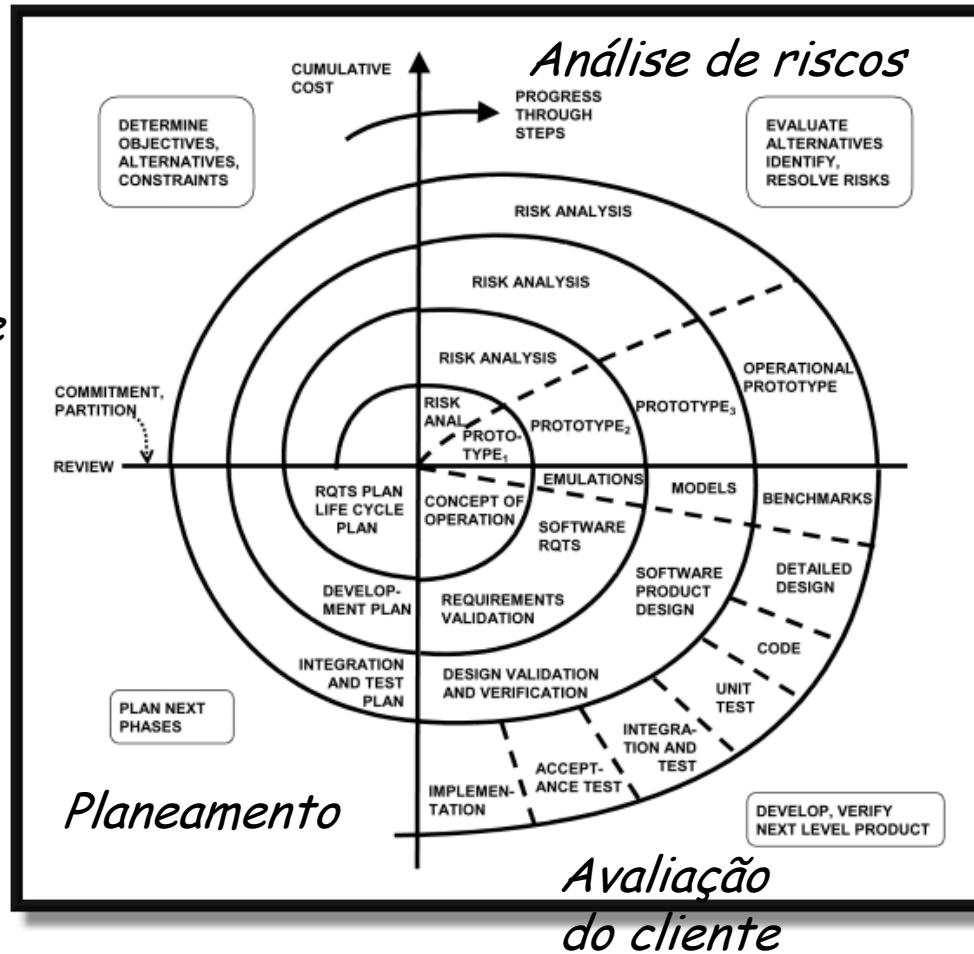 Análise de riscos
CUMULATIVE
COST
PROGRESS
THROUGH
STEPS
DETERMINE
OBJECTIVES,
ALTERNATIVES,
CONSTRAINTS
EVALUATE
ALTERNATIVES
IDENTIFY,
RESOLVE RISKS
RISK ANALYSIS
RISK ANALYSIS
RISK ANALYSIS
RISK
ANAL.
e
COMMITMENT,
PARTITION
REVIEW
PROTO-
TYPE₁
PROTOTYPE₂
PROTOTYPE₃
OPERATIONAL
PROTOTYPE
RQTS PLAN
LIFE CYCLE
PLAN
CONCEPT OF
OPERATION
EMULATIONS
MODELS
BENCHMARKS
SOFTWARE
RQTS
SOFTWARE
PRODUCT
DESIGN
DETAILED
DESIGN
DEVELOP-
MENT PLAN
REQUIREMENTS
VALIDATION
CODE
INTEGRATION
AND TEST
PLAN
DESIGN VALIDATION
AND VERIFICATION
UNIT
TEST
PLAN NEXT
PHASES
INTEGRA-
TION AND
TEST
ACCEPT-
ANCE TEST
IMPLEMEN-
TATION
Planeamento
DEVELOP, VERIFY
NEXT LEVEL PRODUCT
Avaliação
do cliente